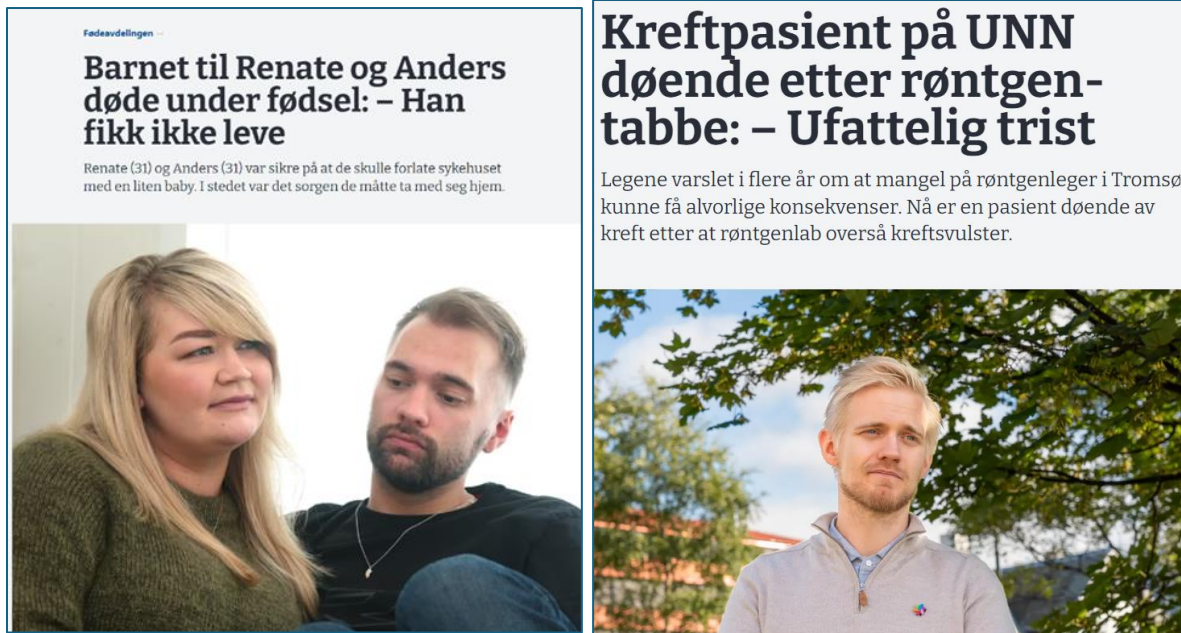 Fødeavdelingen
Barnet til Renate og Anders
døde under fødsel: – Han
fikk ikke leve
Renate (31) og Anders (31) var sikre på at de skulle forlate sykehuset
med en liten baby. I stedet var det sorgen de måtte ta med seg hjem.
Kreftpasient på UNN
døende etter røntgen-
tabbe: – Ufattelig trist
Legene varslet i flere år om at mangel på røntgenleger i Tromsø
kunne få alvorlige konsekvenser. Nå er en pasient døende av
kreft etter at røntgenlab overså kreftsvulster.